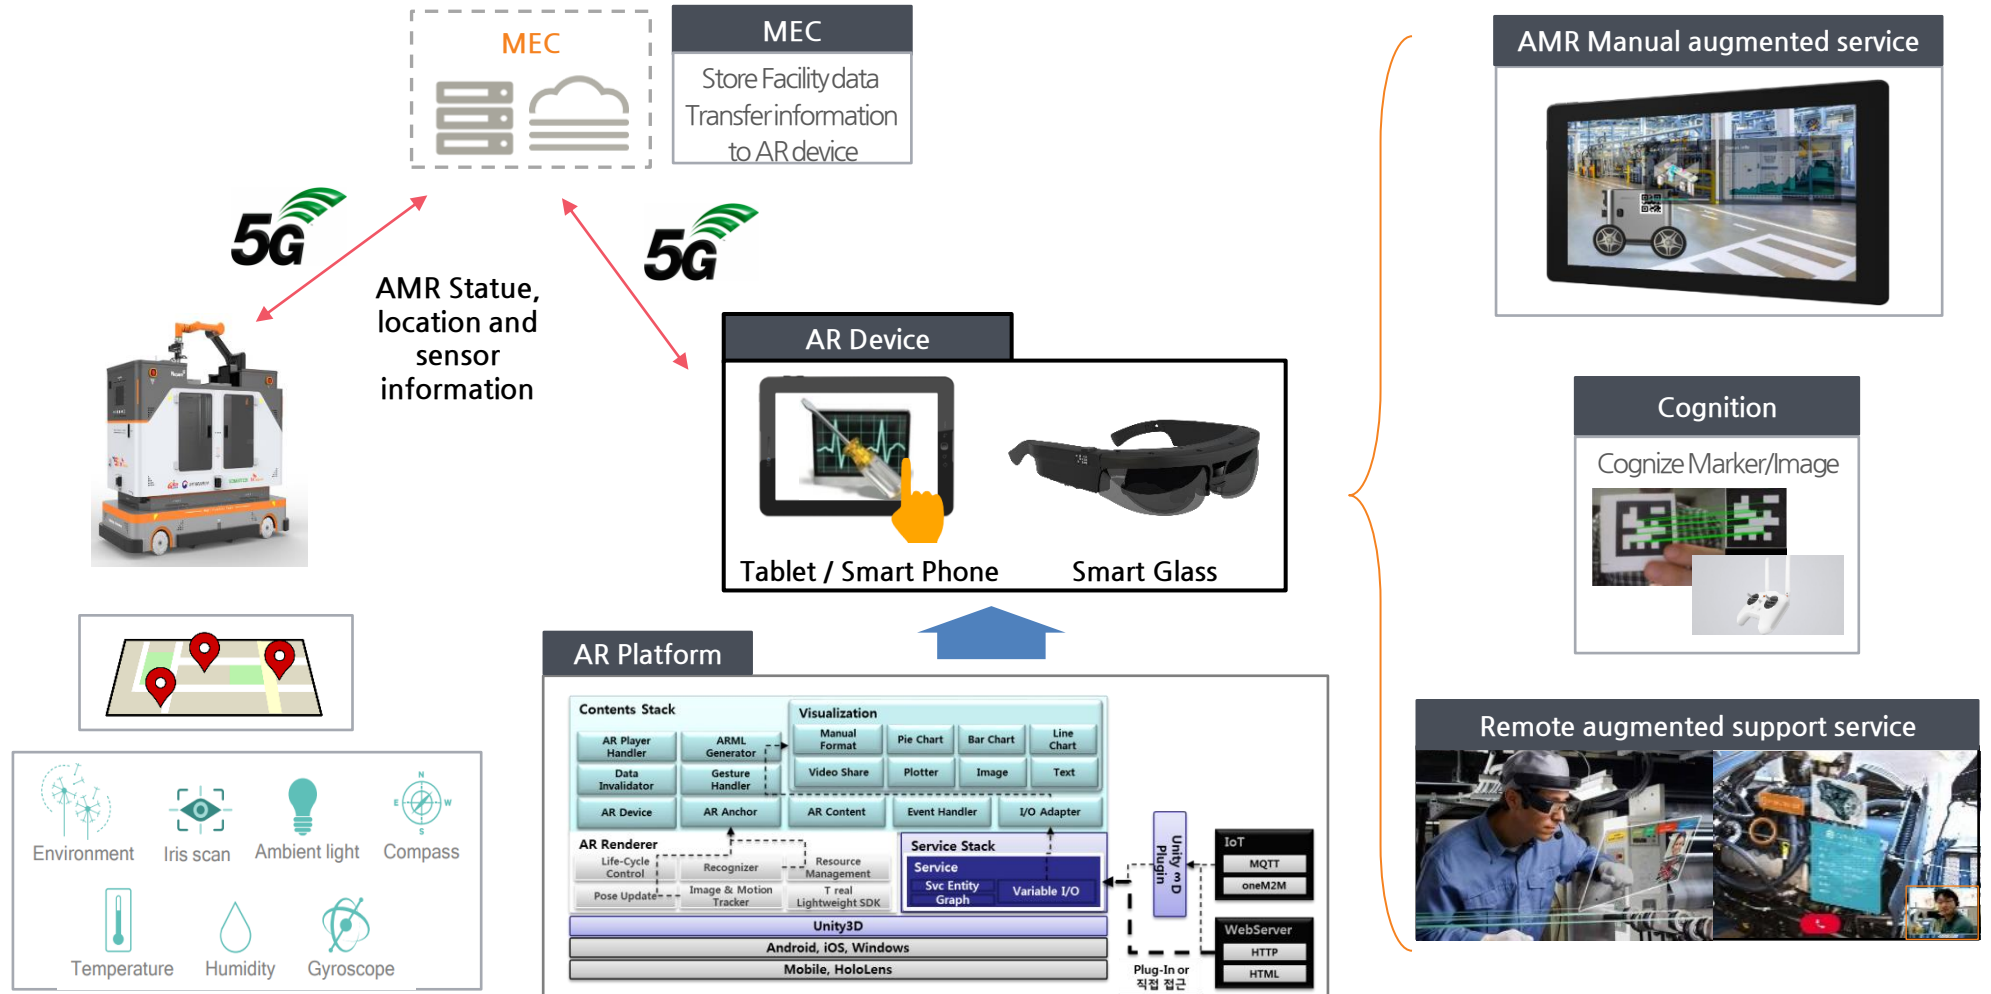 MEC
MEC
Store Facility data
Transfer information
to AR device
5G
5G
AMR Statue,
location and
sensor
information
AR Device
Tablet / Smart Phone
Smart Glass
Environment
Iris scan
Ambient light
N
E
W
S
Compass
Temperature
Humidity
Gyroscope
AR Platform
Contents Stack
AR Player
Handler
ARML
Generator
Data
Invalidator
Gesture
Handler
AR Device
AR Anchor
AR Content
Event Handler
I/O Adapter
Visualization
Manual
Format
Pie Chart
Bar Chart
Line
Chart
Video Share
Plotter
Image
Text
AR Renderer
Life-Cycle
Control
Recognizer
Resource
Management
Pose Update
Image & Motion
Tracker
T real
Lightweight SDK
Service Stack
Service
Svc Entity
Graph
Variable I/O
Unity3D
Android, iOS, Windows
Mobile, HoloLens
Unity3D
Plugin
IoT
MQTT
oneM2M
WebServer
HTTP
HTML
Plug-In or
직접 접근
AMR Manual augmented service
Cognition
Cognize Marker/Image
Remote augmented support service